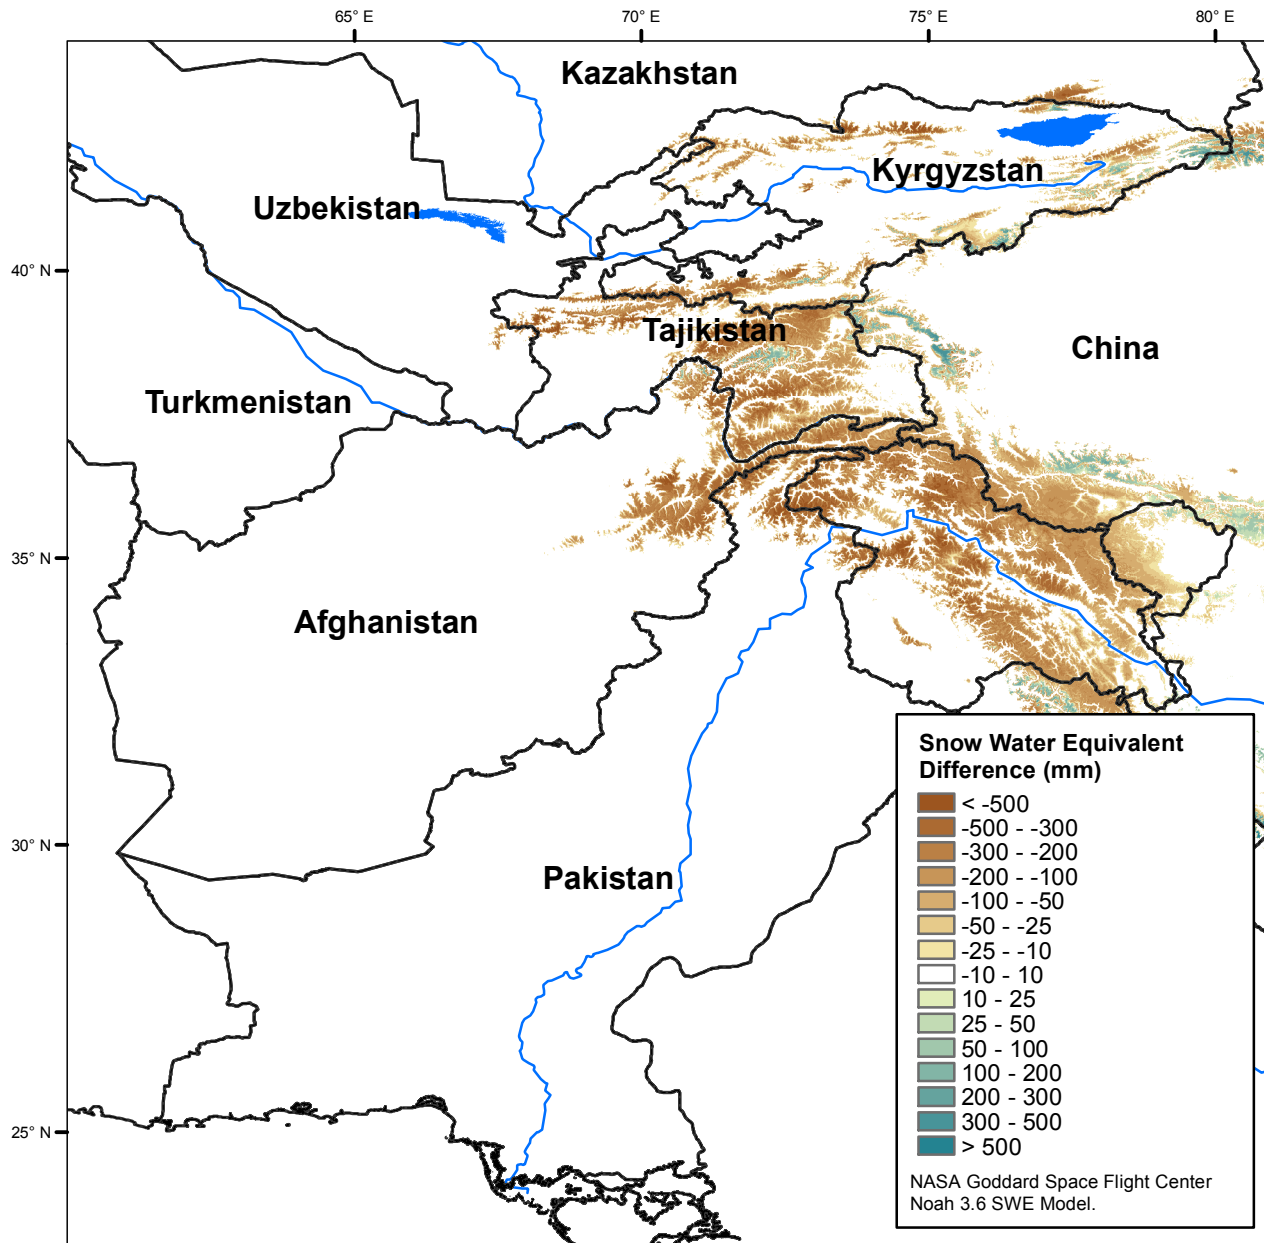 65° E
70° E
75° E
80° E
Kazakhstan
Kyrgyzstan
Uzbekistan
40° N
Tajikistan
China
Turkmenistan
35° N
Afghanistan
Snow Water Equivalent
Difference (mm)
< -500
-500 - -300
-300 - -200
-200 - -100
-100 - -50
-50 - -25
-25 - -10
-10 - 10
10 - 25
25 - 50
50 - 100
100 - 200
200 - 300
300 - 500
> 500
30° N
Pakistan
25° N
NASA Goddard Space Flight Center
Noah 3.6 SWE Model.